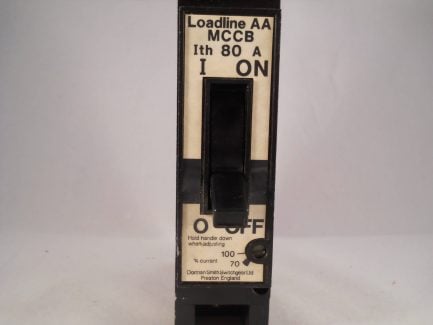 Loadline AA
MCCB
Ith 80 A
I ON
O OFF
Hold handle down
when adjusting
100
% current
70
Dorman Smith Switchgear Ltd
Preston England